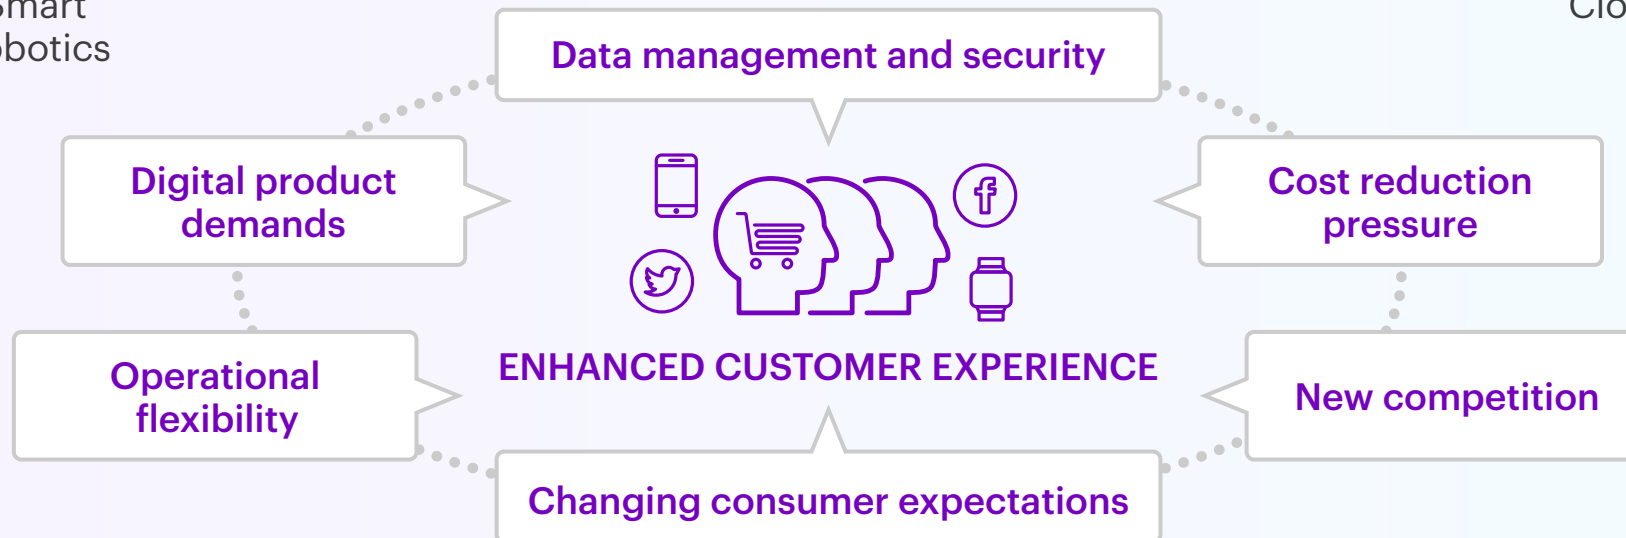 Smart
Data management and security
Digital product
demands
Cost reduction
pressure
Operational
flexibility
ENHANCED CUSTOMER EXPERIENCE
New competition
Changing consumer expectations